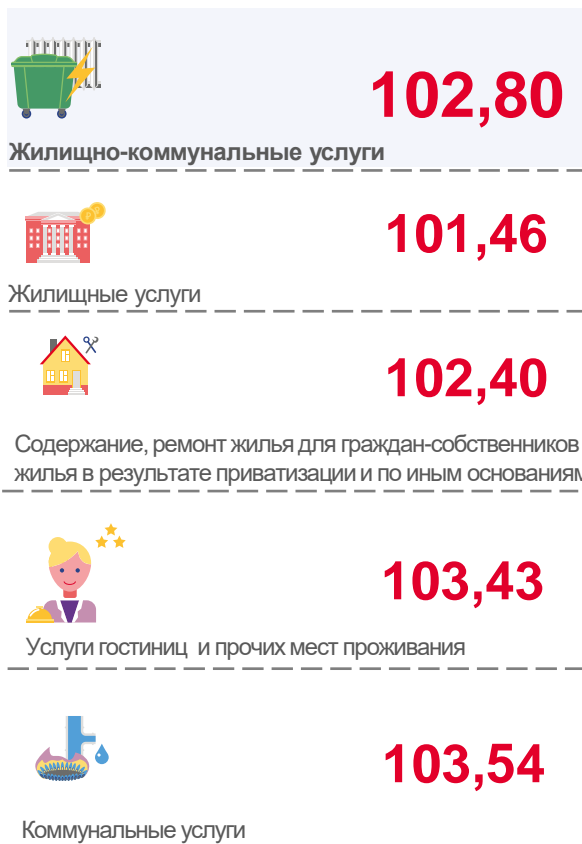 102,80
Жилищно-коммунальные услуги
101,46
Жилищные услуги
102,40
Содержание, ремонт жилья для граждан-собственников
жилья в результате приватизации и по иным основаниям
103,43
Услуги гостиниц и прочих мест проживания
103,54
Коммунальные услуги